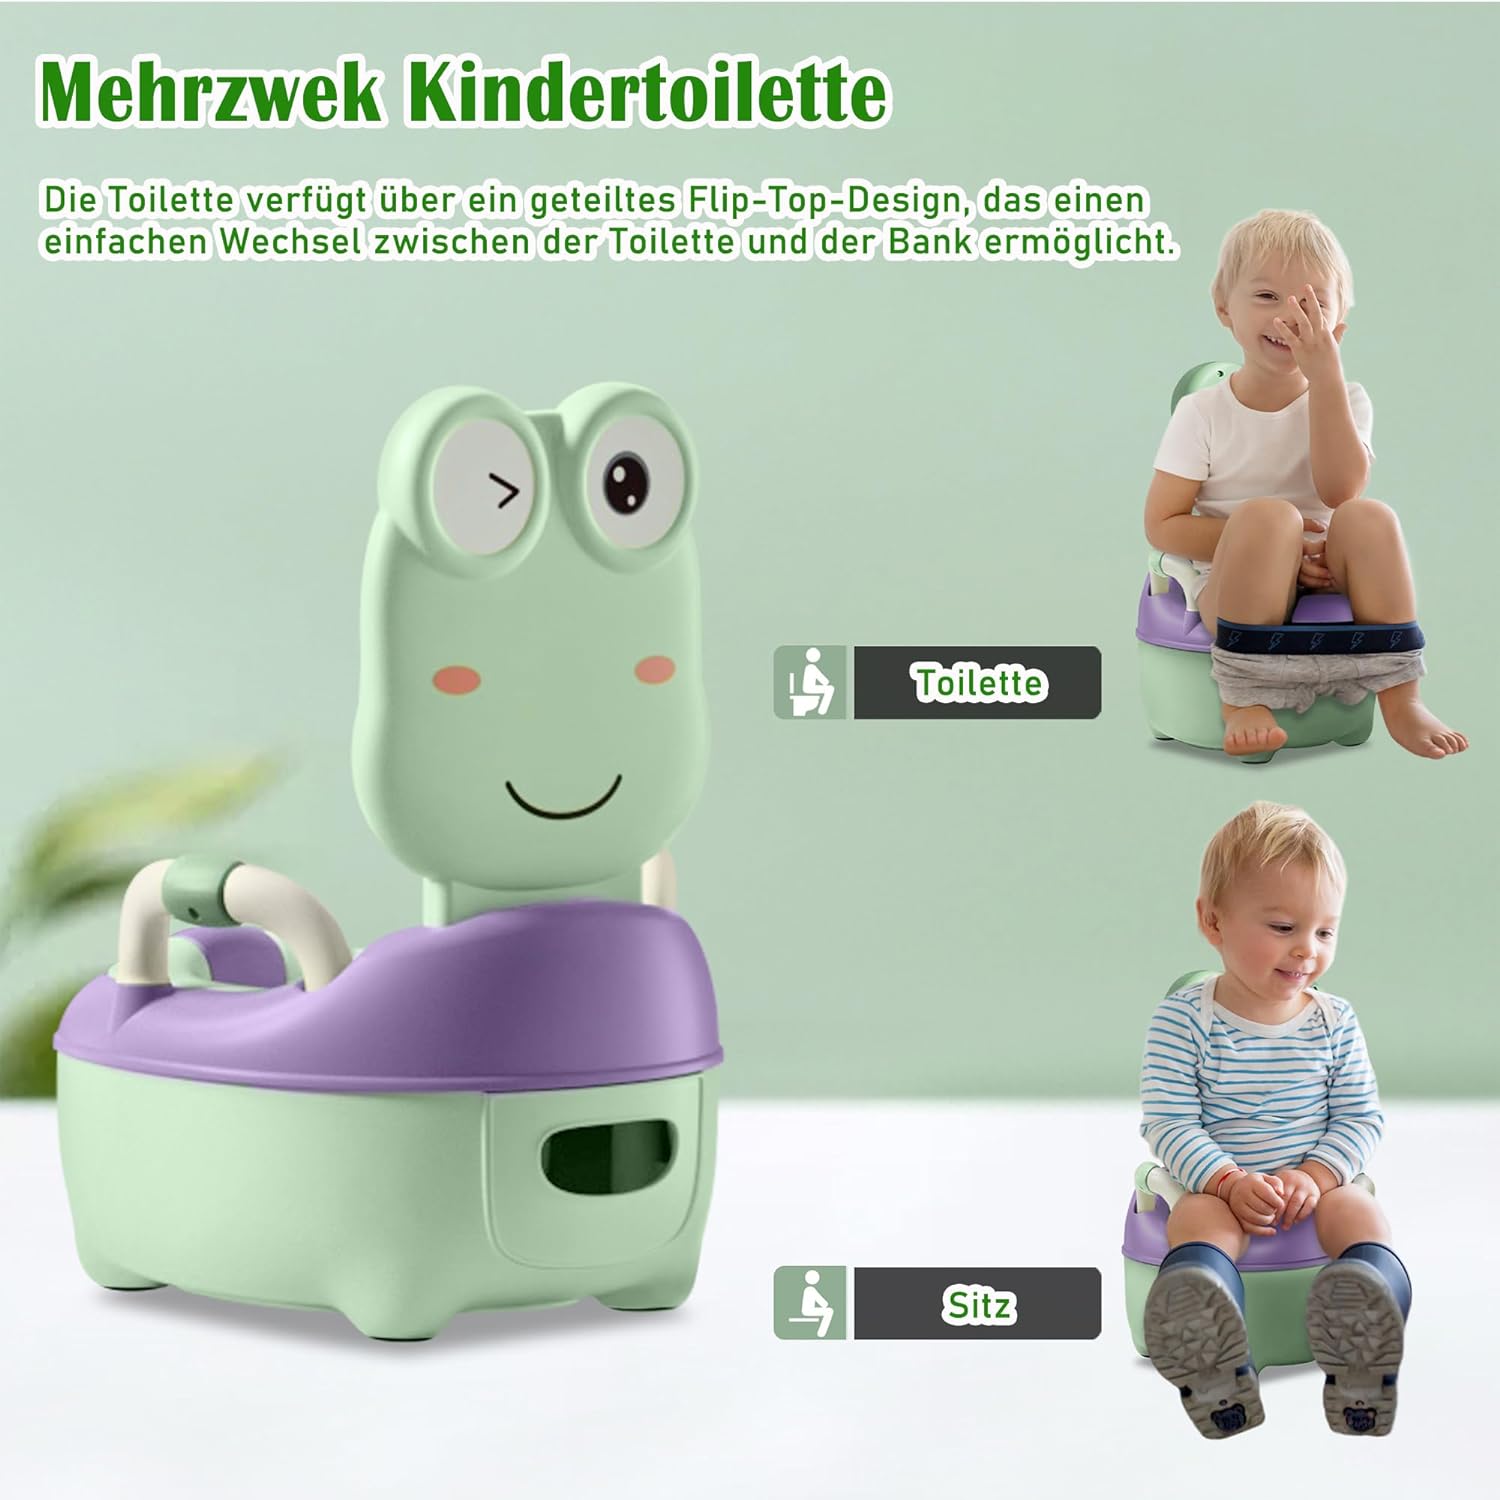 Mehrzwek Kindertoilette
Die Toilette verfügt über ein geteiltes Flip-Top-Design, das einen
einfachen Wechsel zwischen der Toilette und der Bank ermöglicht.
Toilette
Sitz